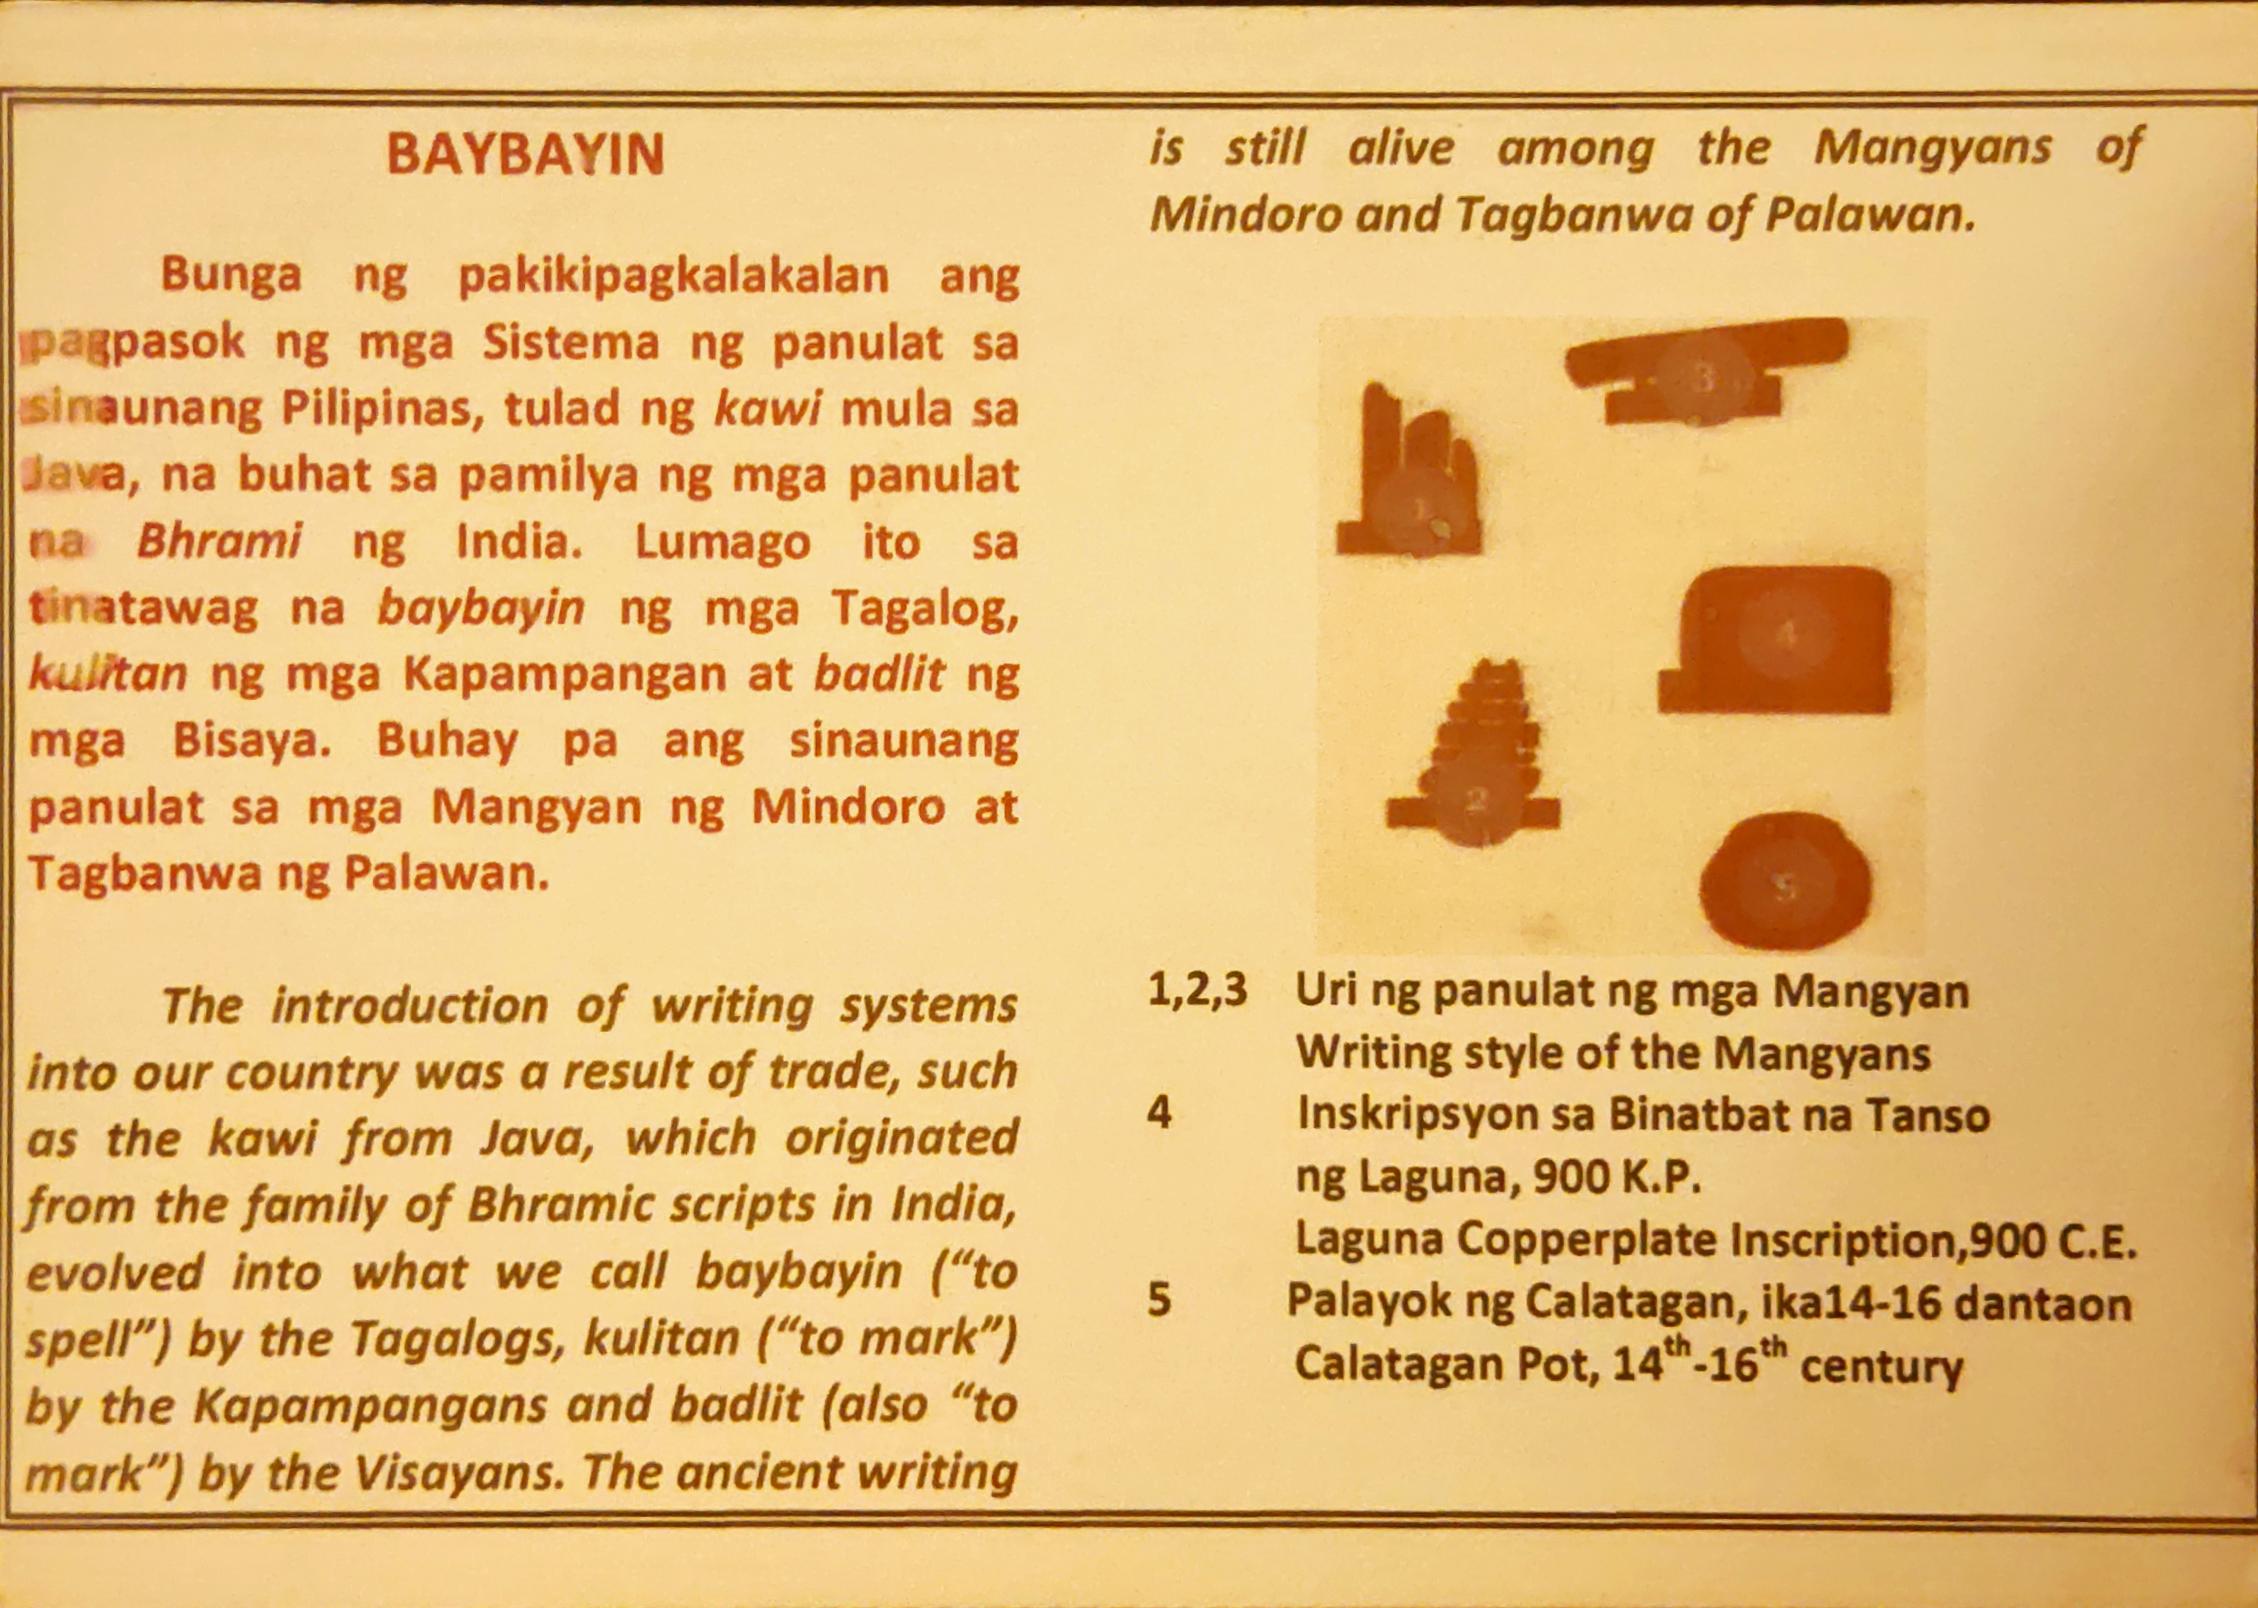 BAYBAYIN
Bunga ng pakikipagkalakalan ang
pagpasok ng mga Sistema ng panulat sa
sinaunang Pilipinas, tulad ng kawi mula sa
Java, na buhat sa pamilya ng mga panulat
na Bhrami ng India. Lumago ito sa
tinatawag na baybayin ng mga Tagalog,
kulitan ng mga Kapampangan at badlit ng
mga Bisaya. Buhay pa ang sinaunang
panulat sa mga Mangyan ng Mindoro at
Tagbanwa ng Palawan.
The introduction of writing systems
into our country was a result of trade, such
as the kawi from Java, which originated
from the family of Bhramic scripts in India,
evolved into what we call baybayin (“to
spell”) by the Tagalogs, kulitan (“to mark”)
by the Kapampangans and badlit (also “to
mark”) by the Visayans. The ancient writing
is still alive among the Mangyans of
Mindoro and Tagbanwa of Palawan.
3
1
4
2
5
1,2,3 Uri ng panulat ng mga Mangyan
Writing style of the Mangyans
4 Inskripsyon sa Binatbat na Tanso
ng Laguna, 900 K.P.
Laguna Copperplate Inscription,900 C.E.
5 Palayok ng Calatagan, ika14-16 dantaon
Calatagan Pot, 14th-16th century